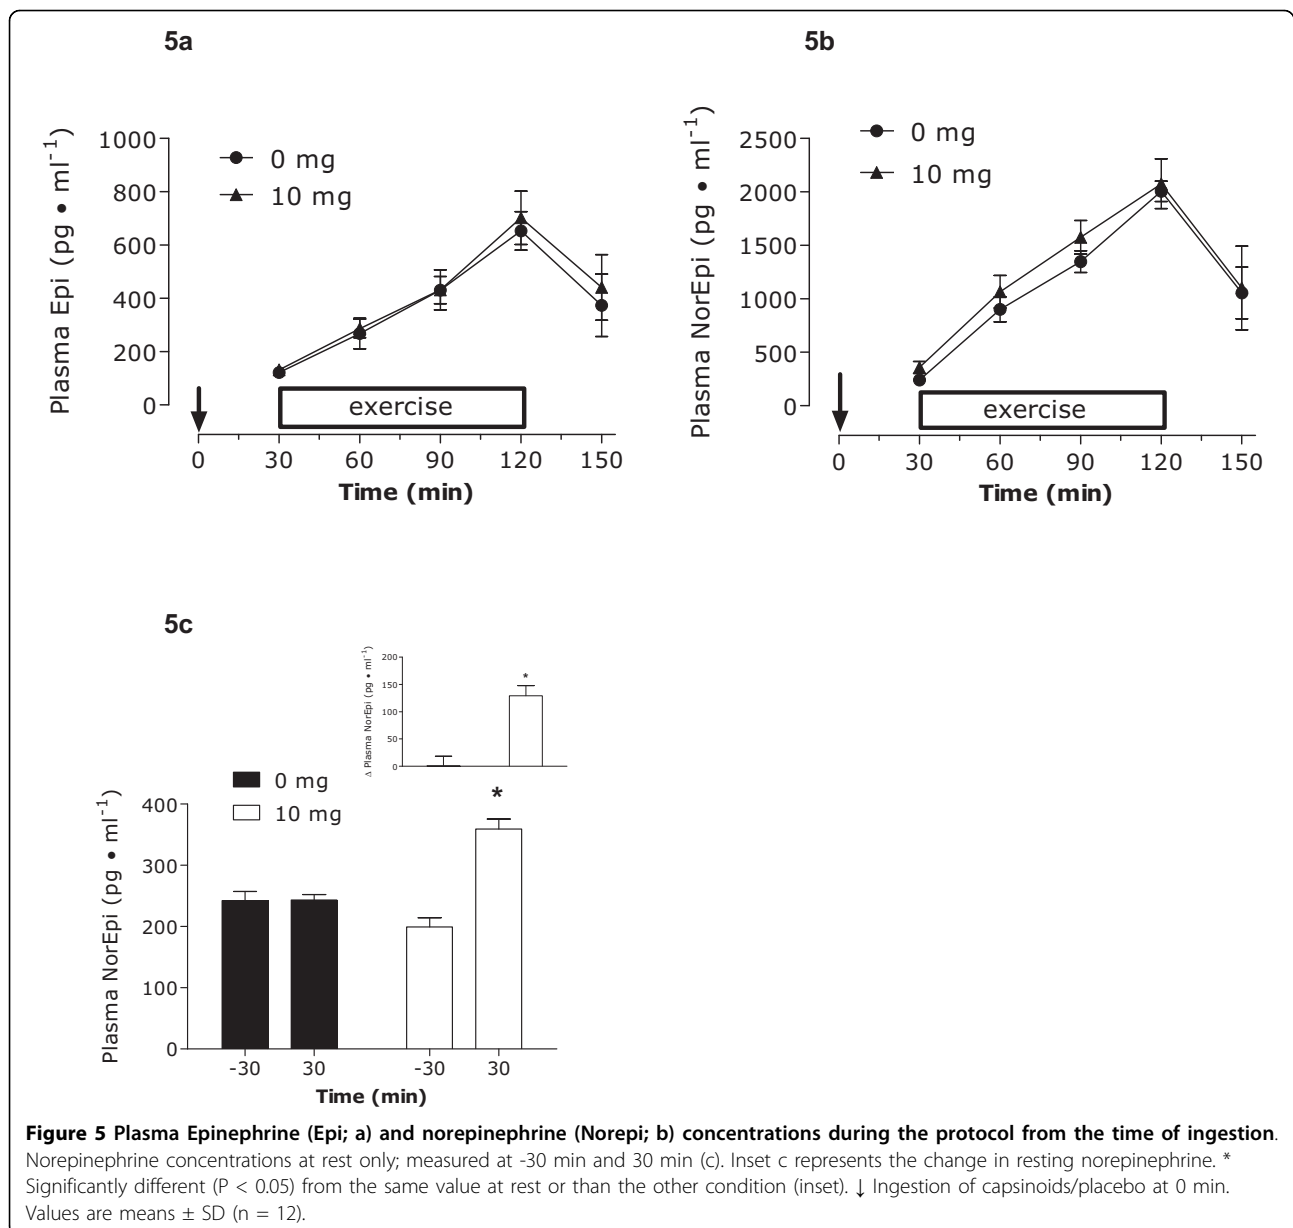 5a
5b
Plasma Epi (pg • ml-1)
1000
800
600
400
200
0
0 mg
10 mg
exercise
0 30 60 90 120 150
Time (min)
Plasma NorEpi (pg • ml-1)
2500
2000
1500
1000
500
0
0 mg
10 mg
exercise
0 30 60 90 120 150
Time (min)
5c
Δ Plasma NorEpi (pg • ml-1)
200
150
100
50
0
*
0 mg
10 mg
Plasma NorEpi (pg • ml-1)
400
300
200
100
0
*
-30 30 -30 30
Time (min)
Figure 5 Plasma Epinephrine (Epi; a) and norepinephrine (Norepi; b) concentrations during the protocol from the time of ingestion.
Norepinephrine concentrations at rest only; measured at -30 min and 30 min (c). Inset c represents the change in resting norepinephrine. *
Significantly different (P < 0.05) from the same value at rest or than the other condition (inset). ↓ Ingestion of capsinoids/placebo at 0 min.
Values are means ± SD (n = 12).